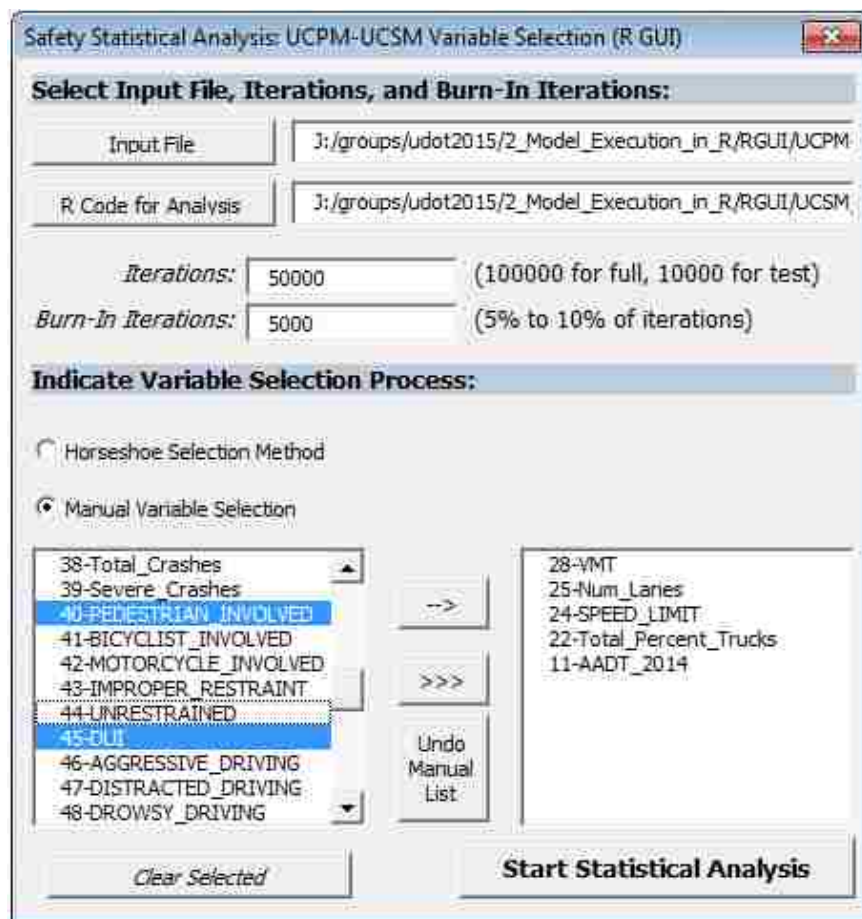 Safety Statistical Analysis: UCPM-UCSM Variable Selection (R GUI)
Select Input File, Iterations, and Burn-In Iterations:
Input File
J:/groups/udot2015/2_Model_Execution_in_R/RGUI/UCPM
R Code for Analysis
J:/groups/udot2015/2_Model_Execution_in_R/RGUI/UCSM_
Iterations: 50000 (100000 for full, 10000 for test)
Burn-In Iterations: 5000 (5% to 10% of iterations)
Indicate Variable Selection Process:
Horseshoe Selection Method
Manual Variable Selection
38-Total_Crashes
39-Severe_Crashes
40-PEDESTRIAN_INVOLVED
41-BICYCLIST_INVOLVED
42-MOTORCYCLE_INVOLVED
43-IMPROPER_RESTRAINT
44-UNRESTRAINED
45-DUI
46-AGGRESSIVE_DRIVING
47-DISTRACTED_DRIVING
48-DROWSY_DRIVING
-->
>>>
Undo
Manual
List
28-VMT
25-Num_Lanes
24-SPEED_LIMIT
22-Total_Percent_Trucks
11-AADT_2014
Clear Selected
Start Statistical Analysis